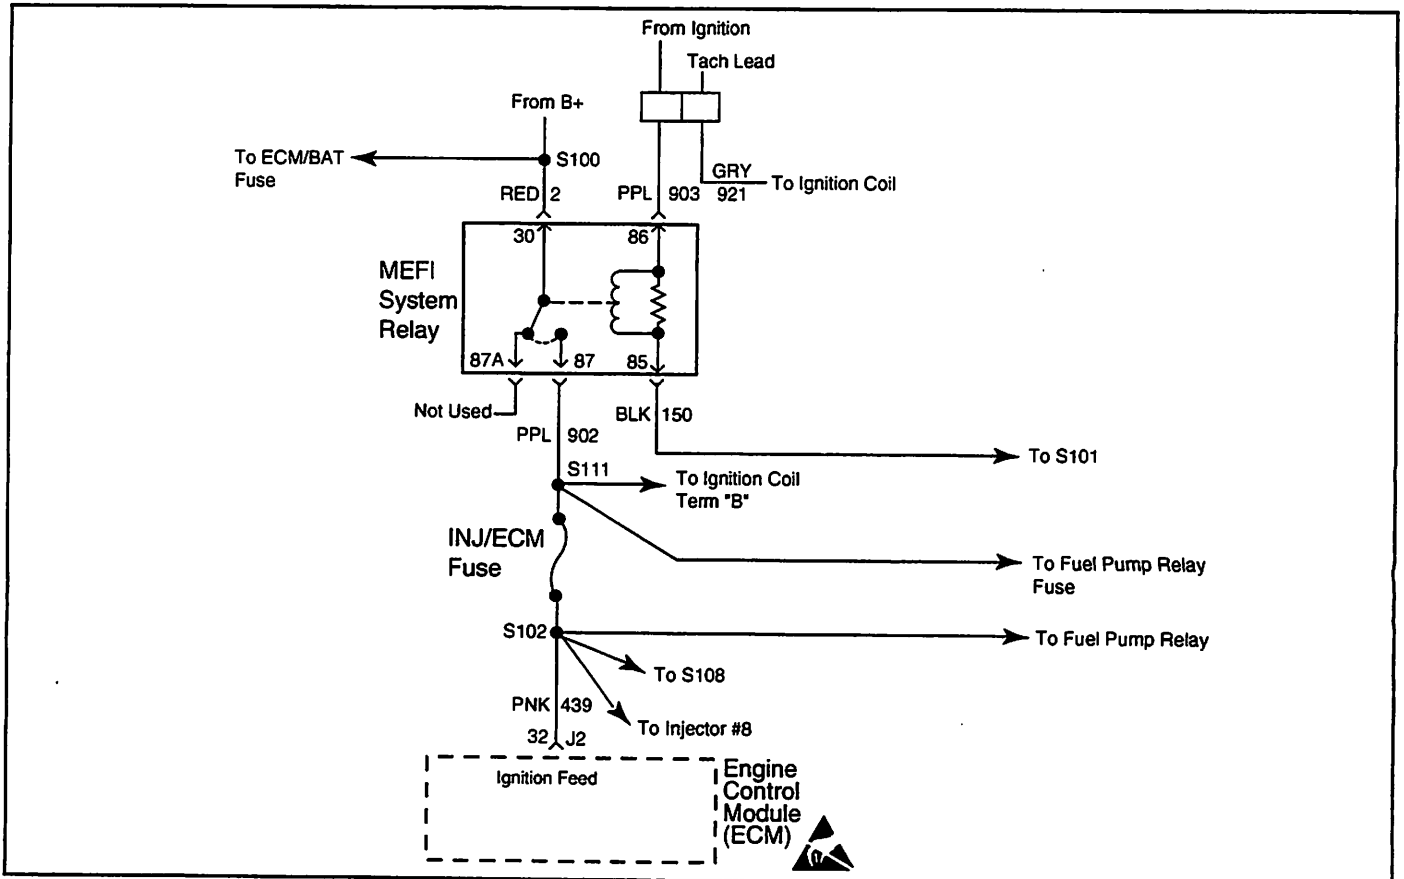 From Ignition
Tach Lead
From B+
To ECM/BAT
Fuse
S100
RED 2
PPL 903
GRY
921
To Ignition Coil
30
86
MEFI
System
Relay
87A
87
85
Not Used
BLK 150
PPL 902
To S101
S111
To Ignition Coil
Term "B"
INJ/ECM
Fuse
To Fuel Pump Relay
Fuse
S102
To Fuel Pump Relay
To S108
PNK 439
To Injector #8
32 J2
Ignition Feed
Engine
Control
Module
(ECM)